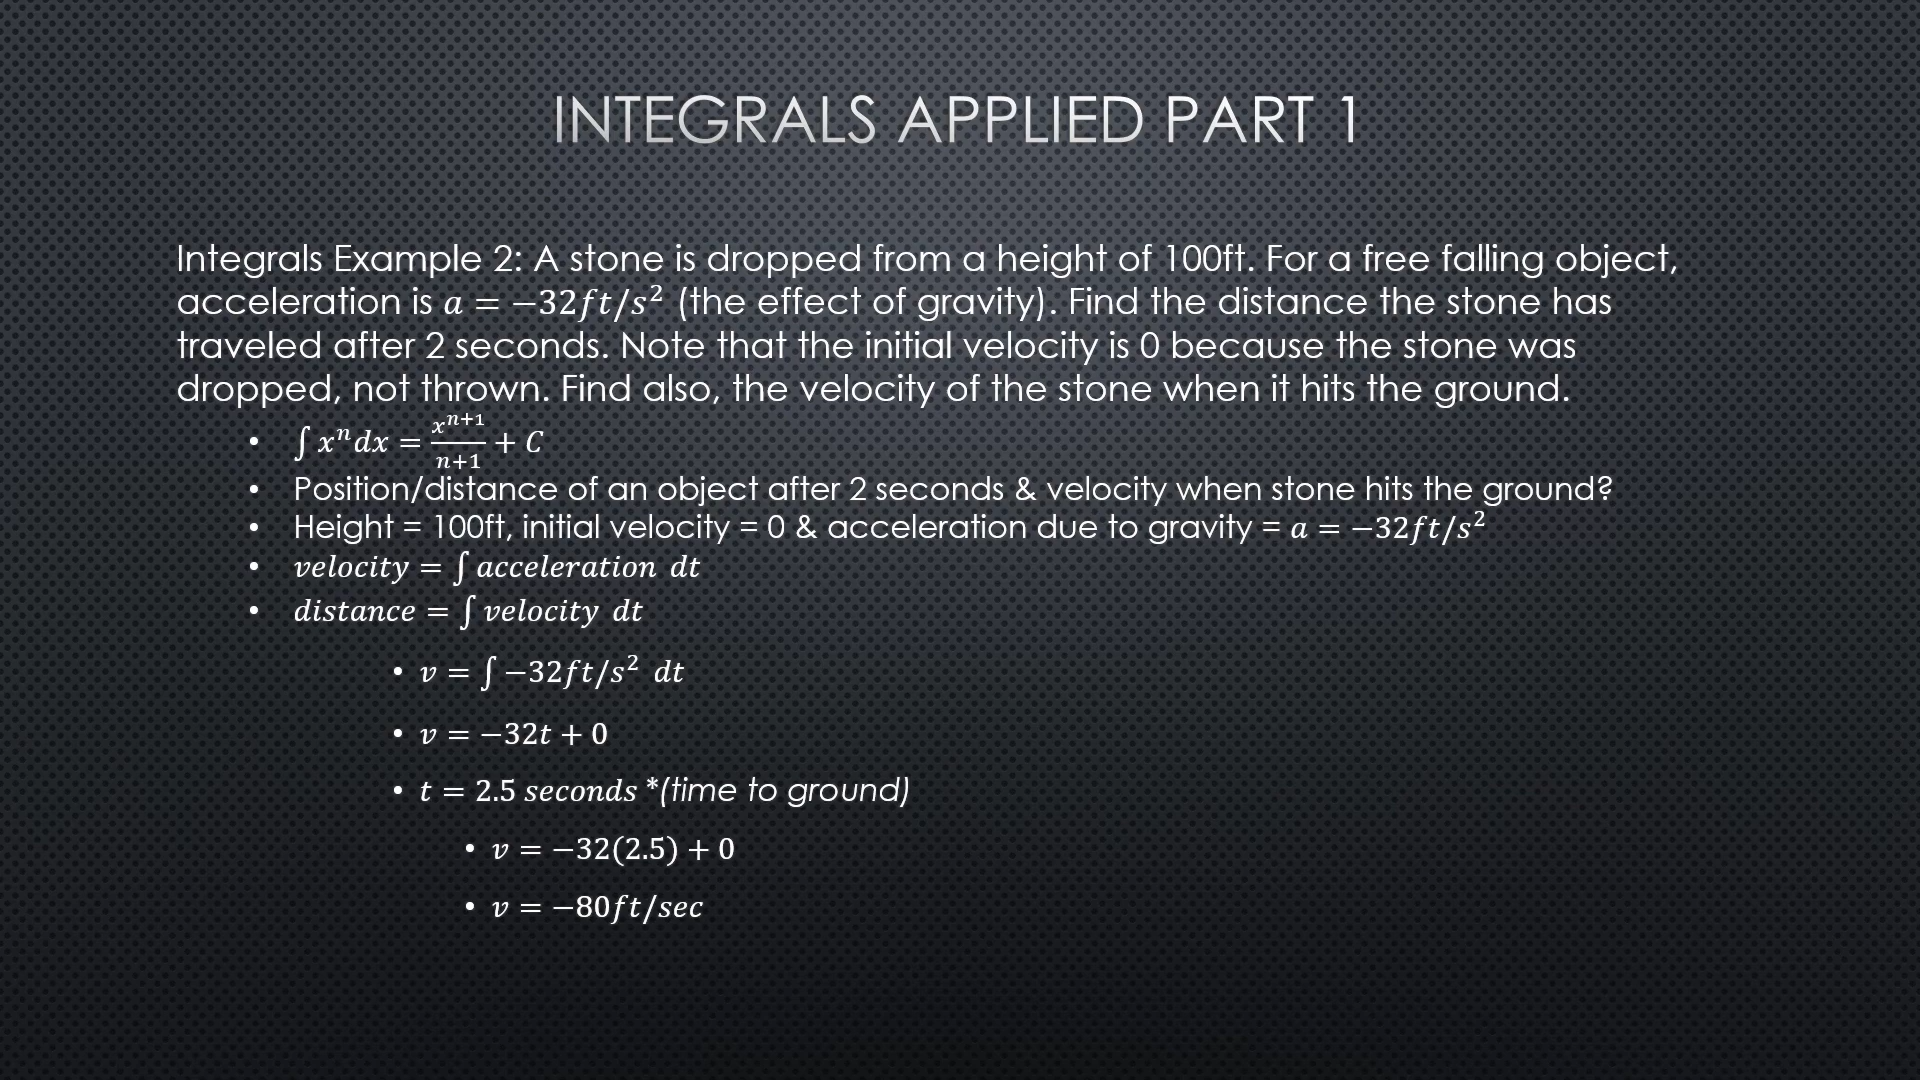 INTEGRALS APPLIED PART 1
Integrals Example 2: A stone is dropped from a height of 100ft. For a free falling object,
acceleration is a = −32ft/s² (the effect of gravity). Find the distance the stone has
traveled after 2 seconds. Note that the initial velocity is 0 because the stone was
dropped, not thrown. Find also, the velocity of the stone when it hits the ground.
• ∫ xⁿdx = xⁿ⁺¹/n+1 + C
• Position/distance of an object after 2 seconds & velocity when stone hits the ground?
• Height = 100ft, initial velocity = 0 & acceleration due to gravity = a = −32ft/s²
• velocity = ∫ acceleration dt
• distance = ∫ velocity dt
• v = ∫ −32ft/s² dt
• v = −32t + 0
• t = 2.5 seconds *(time to ground)
• v = −32(2.5) + 0
• v = −80ft/sec